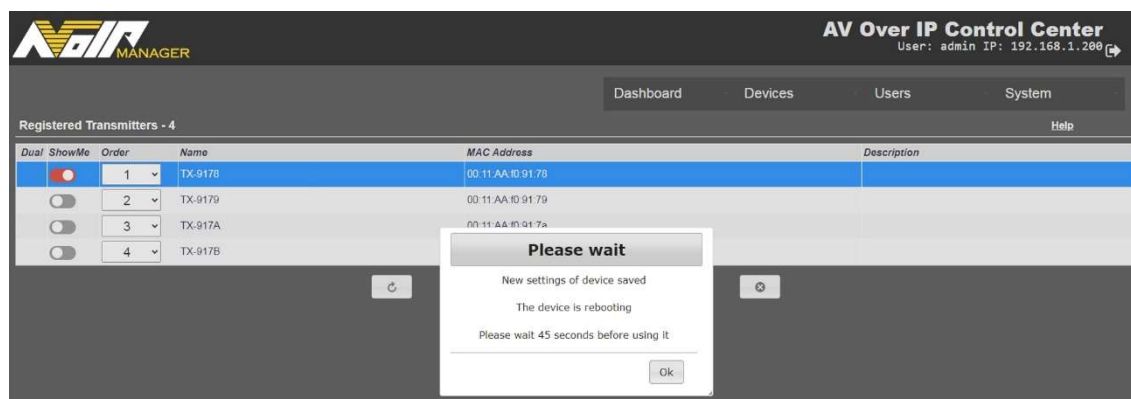 AVoIP MANAGER
AV Over IP Control Center
User: admin IP: 192.168.1.200
Dashboard Devices Users System
Registered Transmitters - 4 Help
Dual ShowMe Order Name MAC Address Description
1 TX-9178 00:11:AA:f0:91:78
2 TX-9179 00:11:AA:f0:91:79
3 TX-917A 00:11:AA:f0:91:7a
4 TX-917B
Please wait
New settings of device saved
The device is rebooting
Please wait 45 seconds before using it
Ok